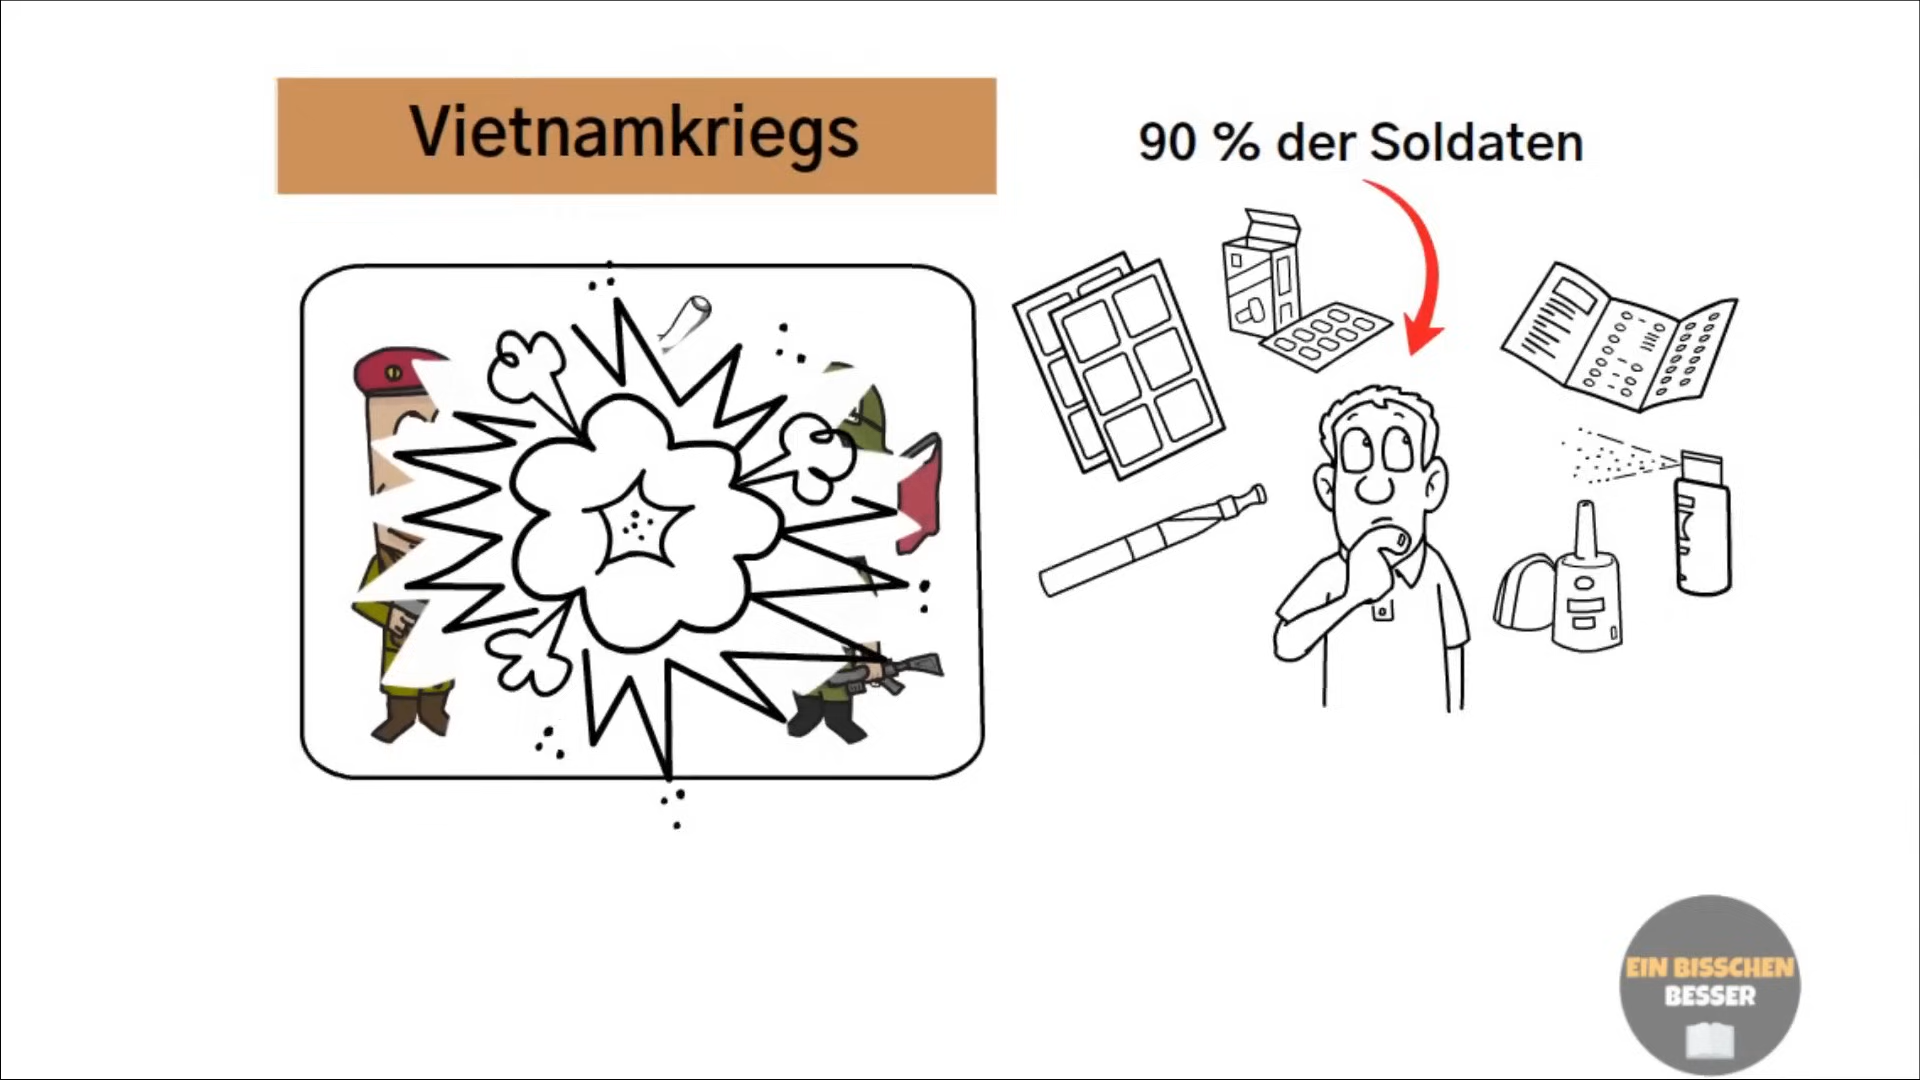 Vietnamkriegs
90 % der Soldaten
EIN BISSCHEN
BESSER